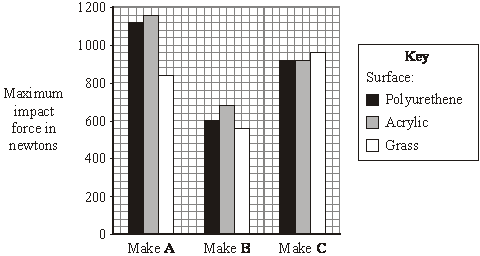 1200
1000
800
600
400
200
0
Maximum
impact
force in
newtons
Make A
Make B
Make C
Key
Surface:
Polyurethene
Acrylic
Grass